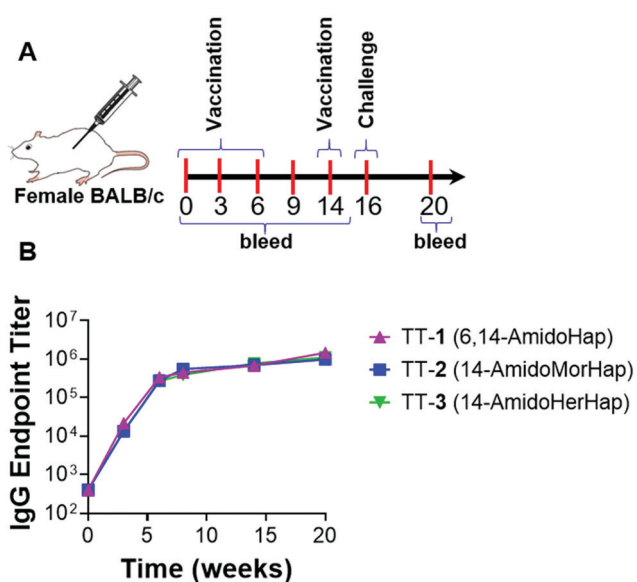 A
Vaccination
Vaccination
Challenge
Female BALB/c
0 3 6 9 14 16 20
bleed
bleed
B
IgG Endpoint Titer
10^7
10^6
10^5
10^4
10^3
10^2
0 5 10 15 20
Time (weeks)
TT-1 (6,14-AmidoHap)
TT-2 (14-AmidoMorHap)
TT-3 (14-AmidoHerHap)